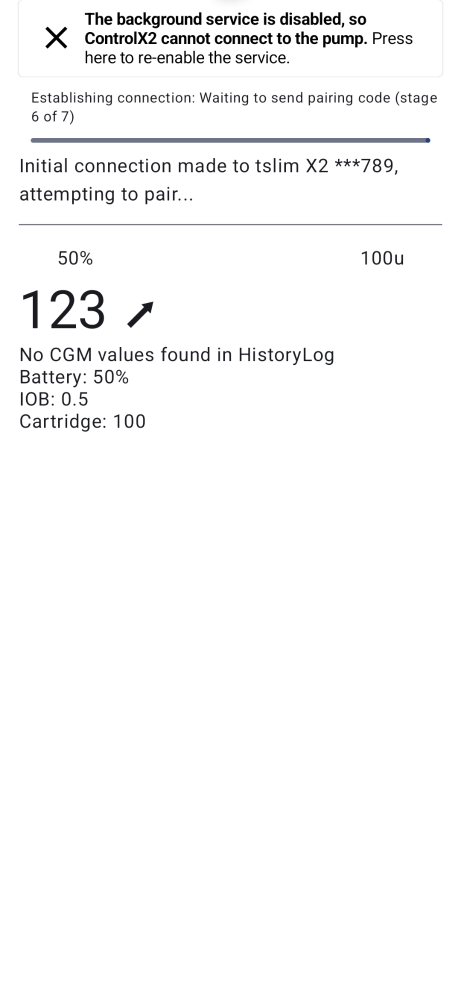 The background service is disabled, so
ControlX2 cannot connect to the pump. Press
here to re-enable the service.
Establishing connection: Waiting to send pairing code (stage
6 of 7)
Initial connection made to tslim X2 ***789,
attempting to pair...
50% 100u
123
No CGM values found in HistoryLog
Battery: 50%
IOB: 0.5
Cartridge: 100